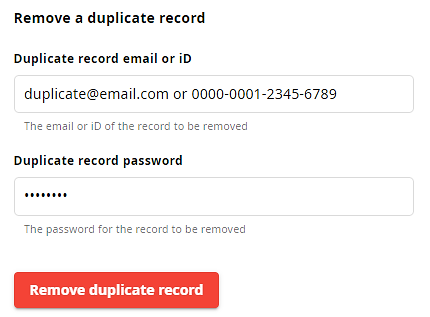 Remove a duplicate record
Duplicate record email or iD
duplicate@email.com or 0000-0001-2345-6789
The email or iD of the record to be removed
Duplicate record password
••••••••
The password for the record to be removed
Remove duplicate record